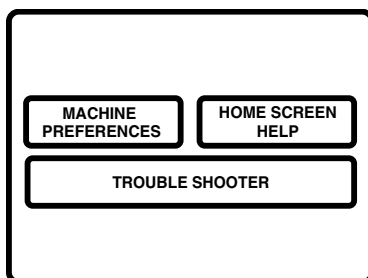 MACHINE
PREFERENCES
HOME SCREEN
HELP
TROUBLE SHOOTER